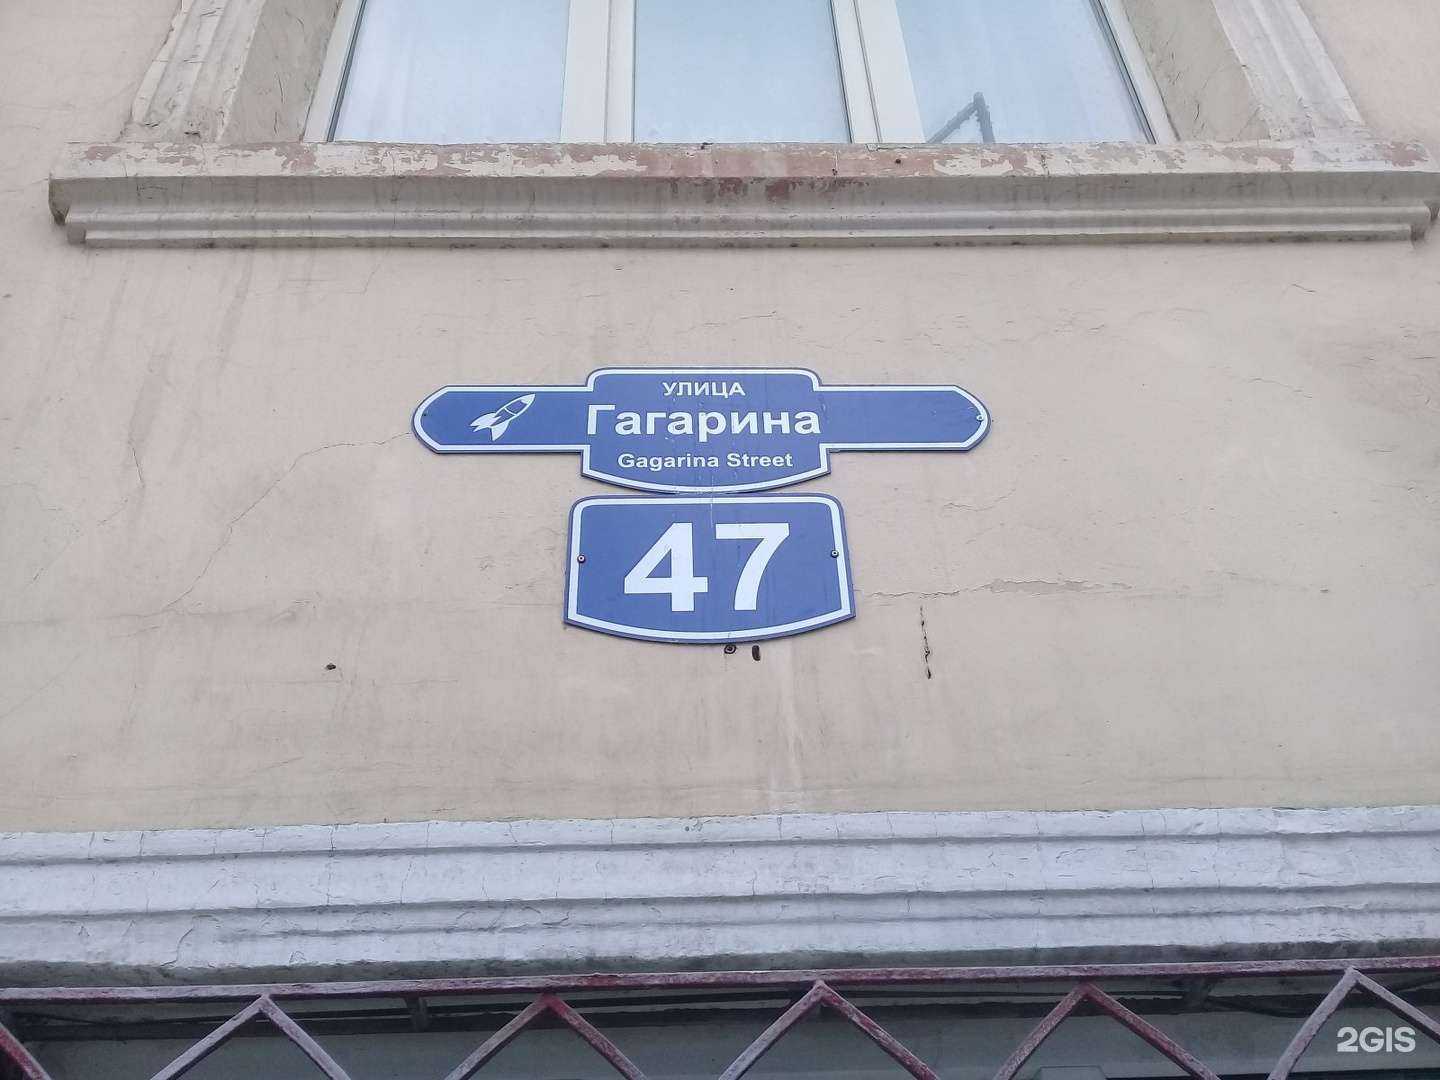 УЛИЦА
Гагарина
Gagarina Street
47
2GIS